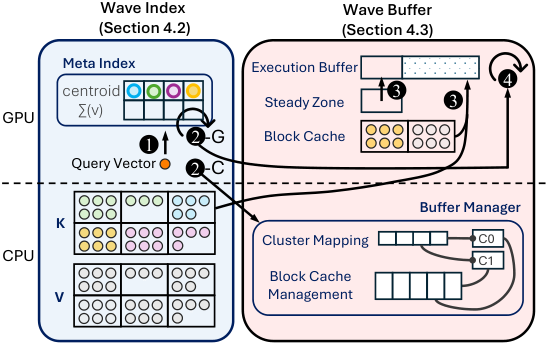 Wave Index
(Section 4.2)
Wave Buffer
(Section 4.3)
GPU
Meta Index
centroid
∑(v)
1
Query Vector
2-G
2-C
Execution Buffer
Steady Zone
Block Cache
3
3
4
CPU
K
V
Buffer Manager
Cluster Mapping
C0
C1
Block Cache
Management